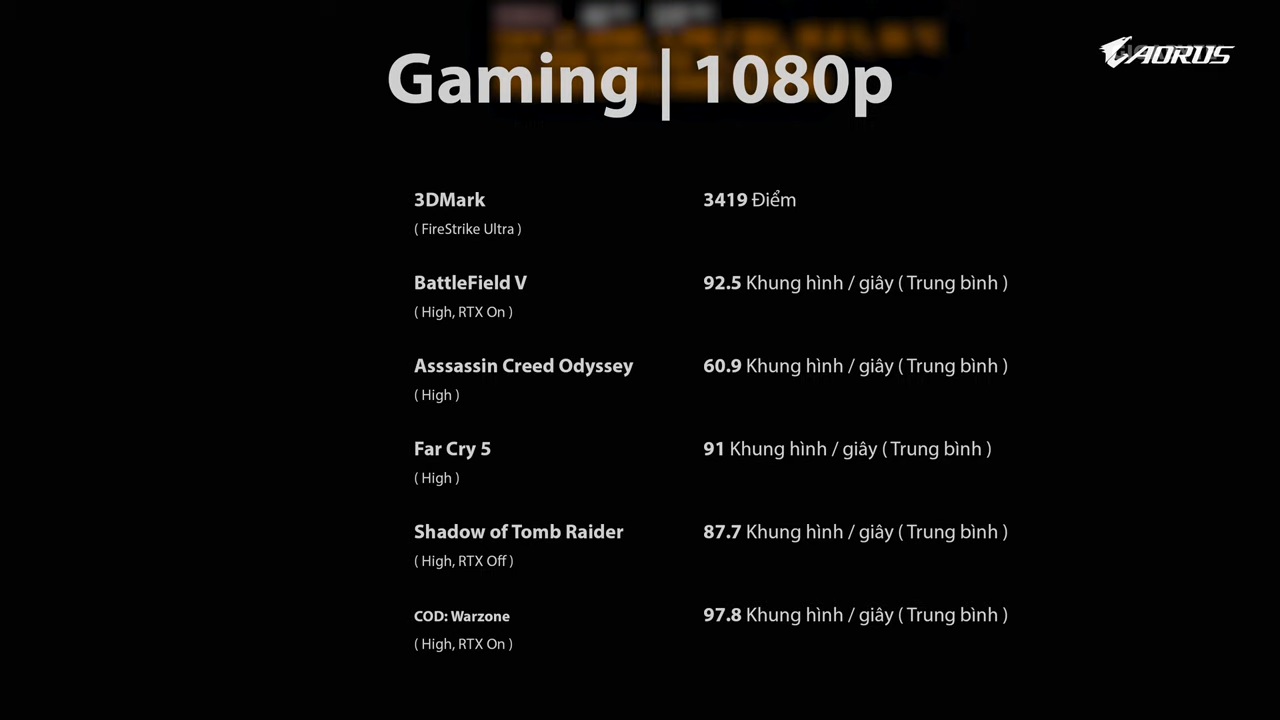 AORUS
Gaming | 1080p
3DMark 3419 Điểm
( FireStrike Ultra )
BattleField V 92.5 Khung hình / giây ( Trung bình )
( High, RTX On )
Asssassin Creed Odyssey 60.9 Khung hình / giây ( Trung bình )
( High )
Far Cry 5 91 Khung hình / giây ( Trung bình )
( High )
Shadow of Tomb Raider 87.7 Khung hình / giây ( Trung bình )
( High, RTX Off )
COD: Warzone 97.8 Khung hình / giây ( Trung bình )
( High, RTX On )